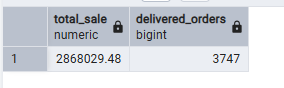 total_sale delivered_orders
numeric bigint
1 2868029.48 3747